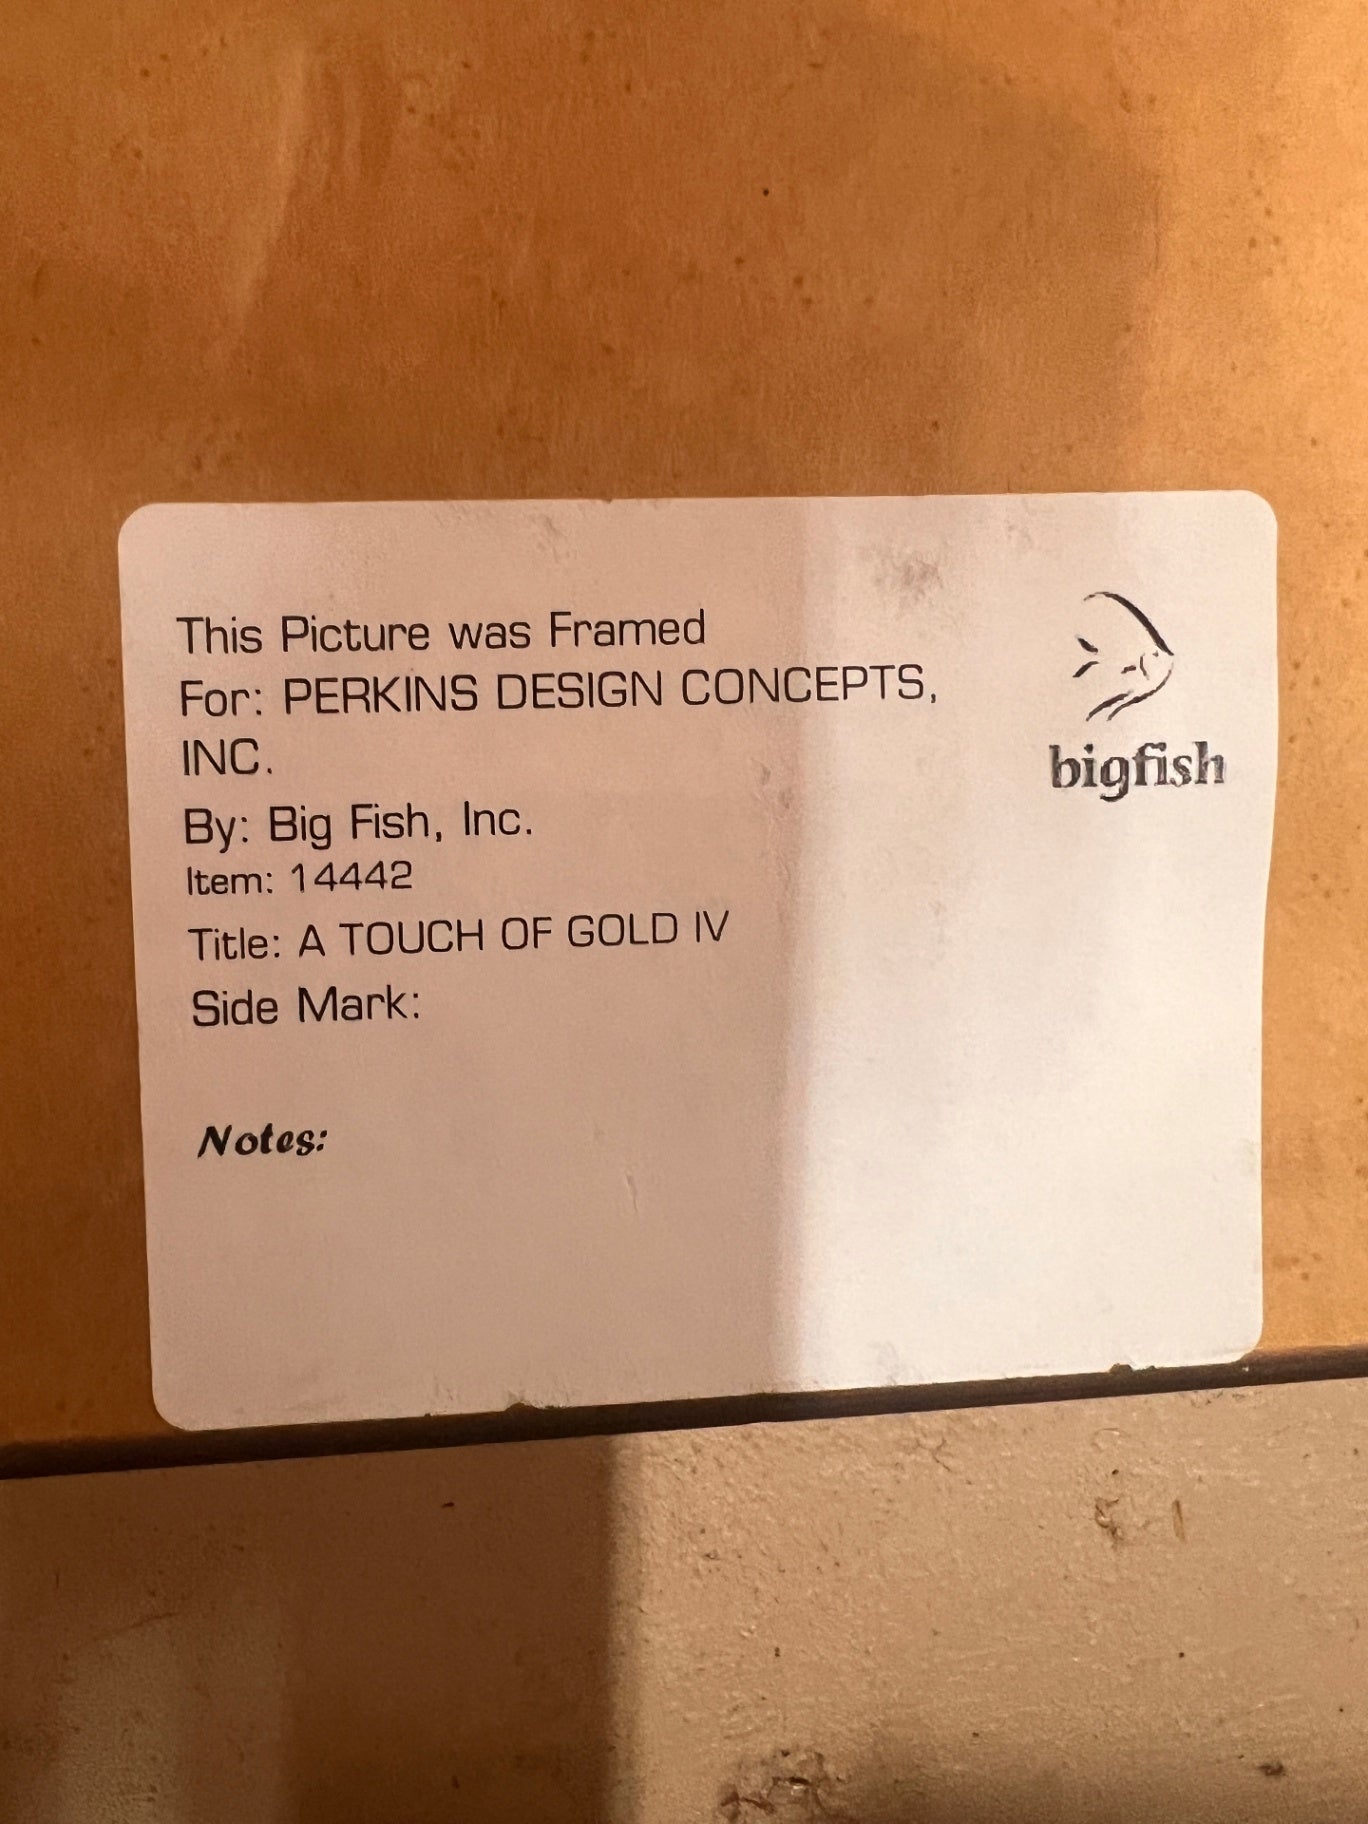 This Picture was Framed
For: PERKINS DESIGN CONCEPTS,
INC.
By: Big Fish, Inc.
Item: 14442
Title: A TOUCH OF GOLD IV
Side Mark:
Notes:
bigfish